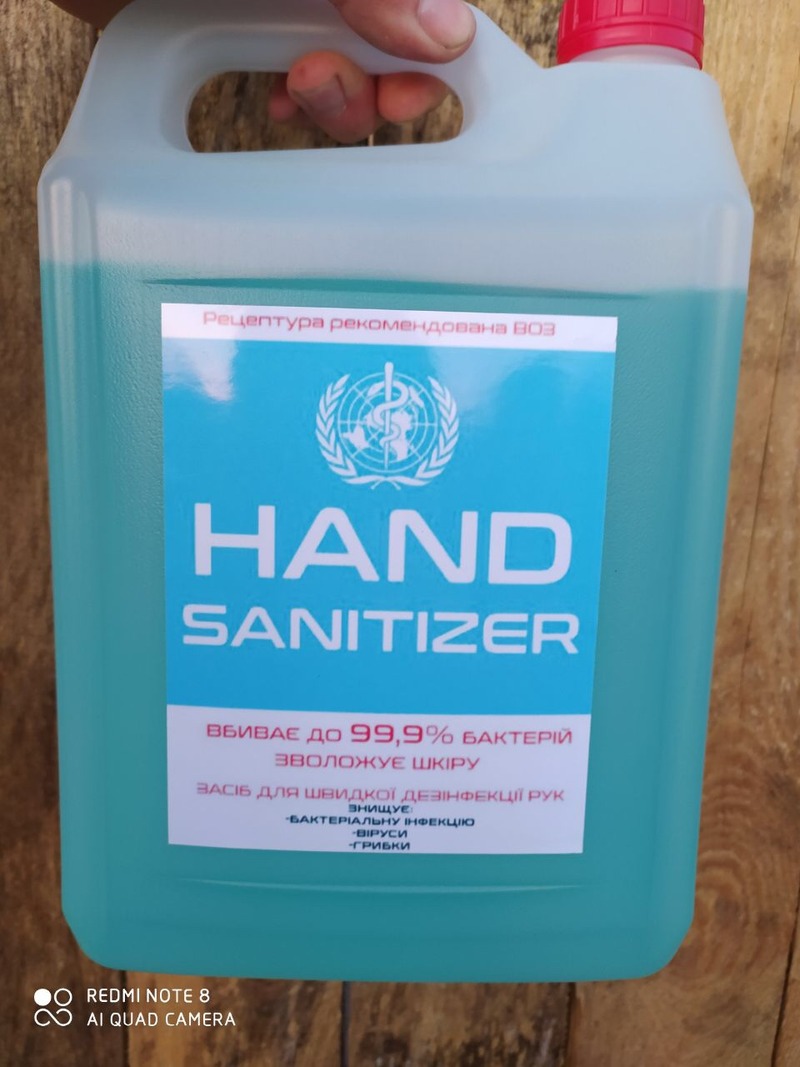 Рецептура рекомендована ВОЗ
HAND
SANITIZER
ВБИВАЄ ДО 99,9% БАКТЕРІЙ
ЗВОЛОЖУЄ ШКІРУ
ЗАСІБ ДЛЯ ШВИДКОЇ ДЕЗІНФЕКЦІЇ РУК
ЗНИЩУЄ:
-БАКТЕРІАЛЬНУ ІНФЕКЦІЮ
-ВІРУСИ
-ГРИБКИ
REDMI NOTE 8
AI QUAD CAMERA